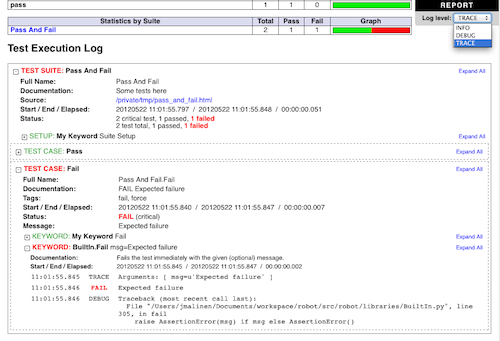 pass 1 1 0
REPORT
Log level: TRACE
INFO
DEBUG
TRACE
Statistics by Suite Total Pass Fail Graph
Pass And Fail 2 1 1
Test Execution Log
TEST SUITE: Pass And Fail Expand All
Full Name: Pass And Fail
Documentation: Some tests here
Source: /private/tmp/pass_and_fail.html
Start / End / Elapsed: 20120522 11:01:55.797 / 20120522 11:01:55.848 / 00:00:00.051
Status: 2 critical test, 1 passed, 1 failed
2 test total, 1 passed, 1 failed
SETUP: My Keyword Suite Setup Expand All
TEST CASE: Pass Expand All
TEST CASE: Fail Expand All
Full Name: Pass And Fail.Fail
Documentation: FAIL Expected failure
Tags: fail, force
Start / End / Elapsed: 20120522 11:01:55.840 / 20120522 11:01:55.847 / 00:00:00.007
Status: FAIL (critical)
Message: Expected failure
KEYWORD: My Keyword Fail Expand All
KEYWORD: BuiltIn.Fail msg=Expected failure Expand All
Documentation: Fails the test immediately with the given (optional) message.
Start / End / Elapsed: 20120522 11:01:55.845 / 20120522 11:01:55.847 / 00:00:00.002
11:01:55.845 TRACE Arguments: [ msg=u'Expected failure' ]
11:01:55.846 FAIL Expected failure
11:01:55.846 DEBUG Traceback (most recent call last):
File "/Users/jmalinen/Documents/workspace/robot/src/robot/libraries/BuiltIn.py", line
305, in fail
raise AssertionError(msg) if msg else AssertionError()